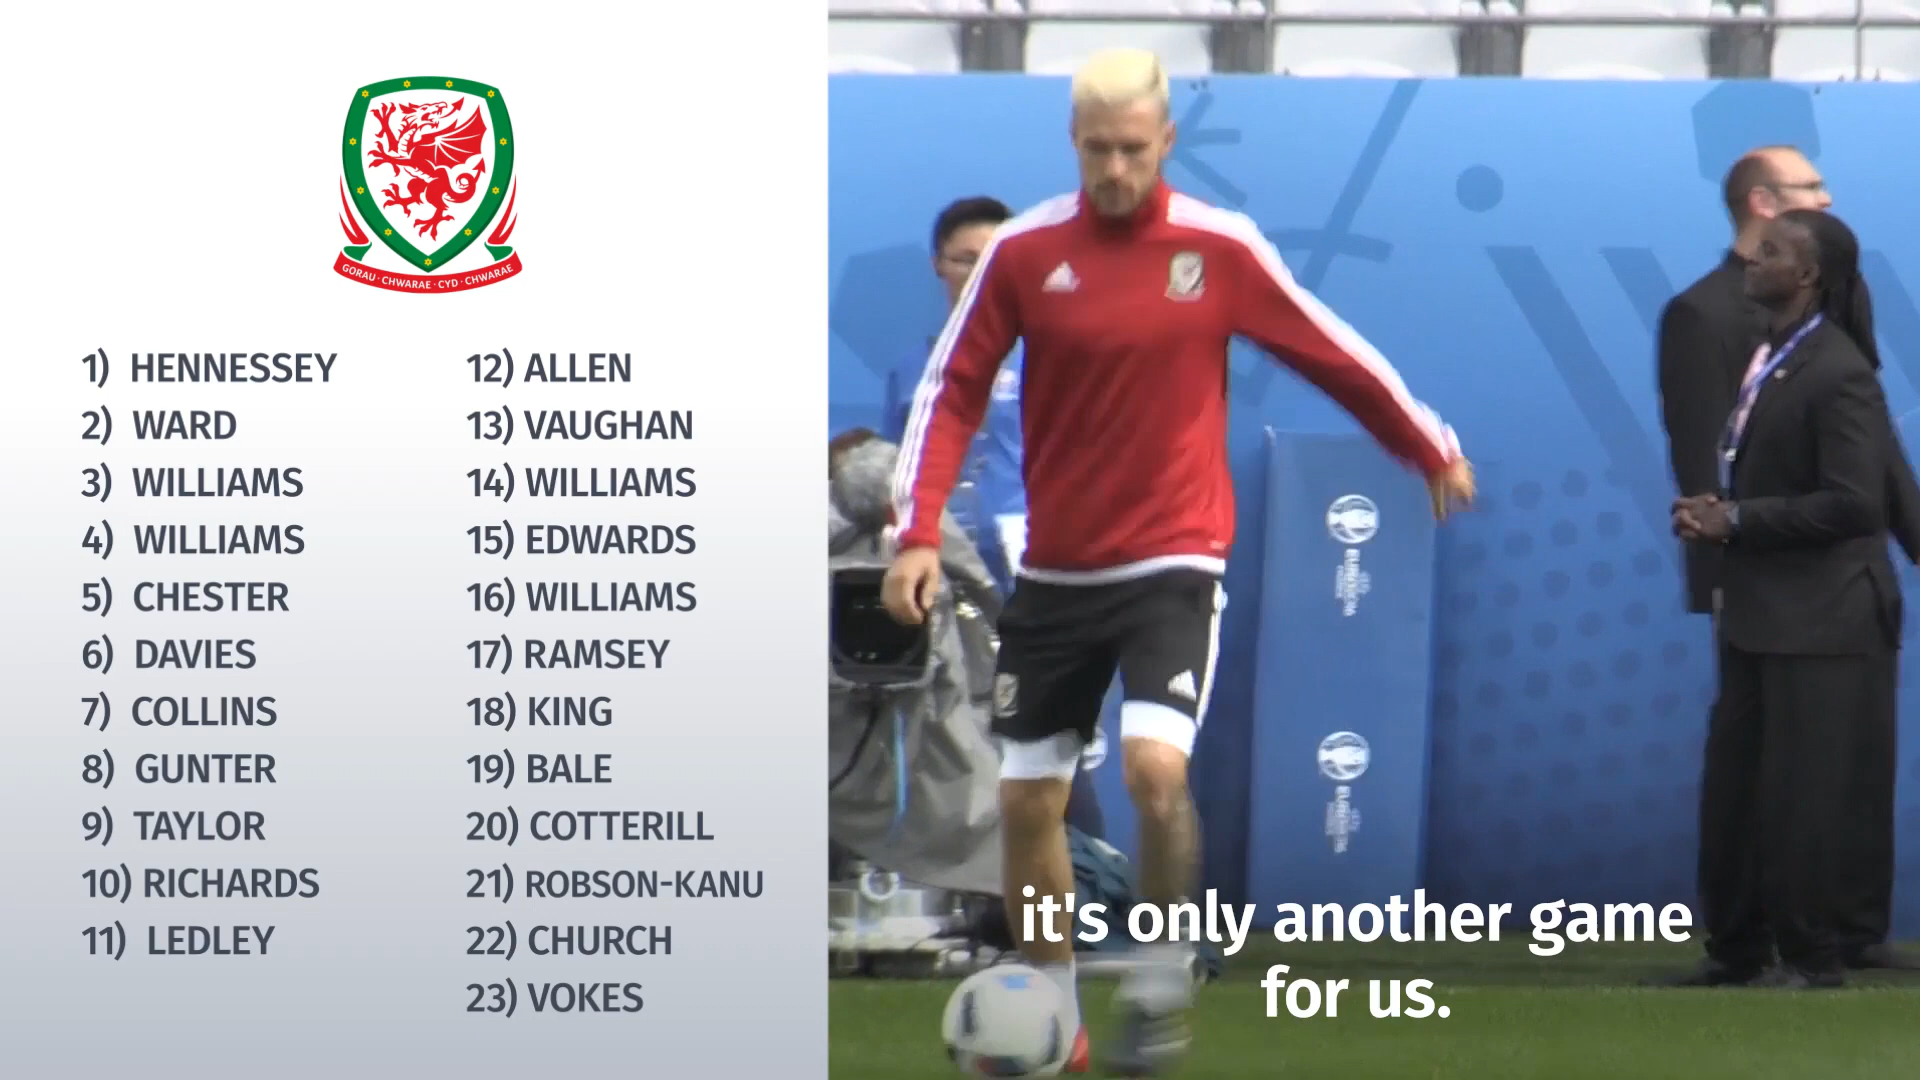 GORAU · CHWARAE · CYD · CHWARAE
1) HENNESSEY
2) WARD
3) WILLIAMS
4) WILLIAMS
5) CHESTER
6) DAVIES
7) COLLINS
8) GUNTER
9) TAYLOR
10) RICHARDS
11) LEDLEY
12) ALLEN
13) VAUGHAN
14) WILLIAMS
15) EDWARDS
16) WILLIAMS
17) RAMSEY
18) KING
19) BALE
20) COTTERILL
21) ROBSON-KANU
22) CHURCH
23) VOKES
it's only another game
for us.